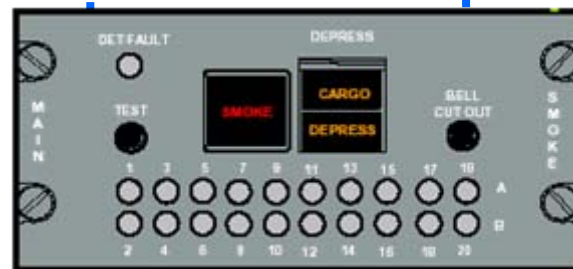 DET FAULT
DEPRESS
MAIN
TEST
SMOKE
CARGO
DEPRESS
BELL
CUT OUT
SMOKE
1 3 5 7 9 11 13 15 17 19
A
B
2 4 6 8 10 12 14 16 18 20